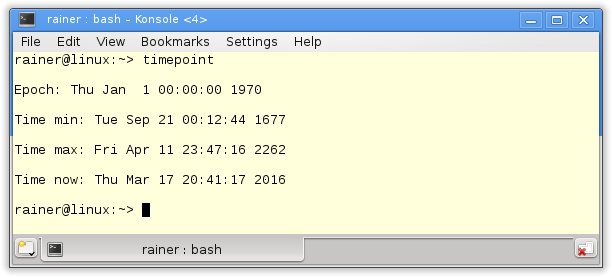 rainer : bash – Konsole <4>
File Edit View Bookmarks Settings Help
rainer@linux:~> timepoint
Epoch: Thu Jan  1 00:00:00 1970
Time min: Tue Sep 21 00:12:44 1677
Time max: Fri Apr 11 23:47:16 2262
Time now: Thu Mar 17 20:41:17 2016
rainer@linux:~>
rainer : bash